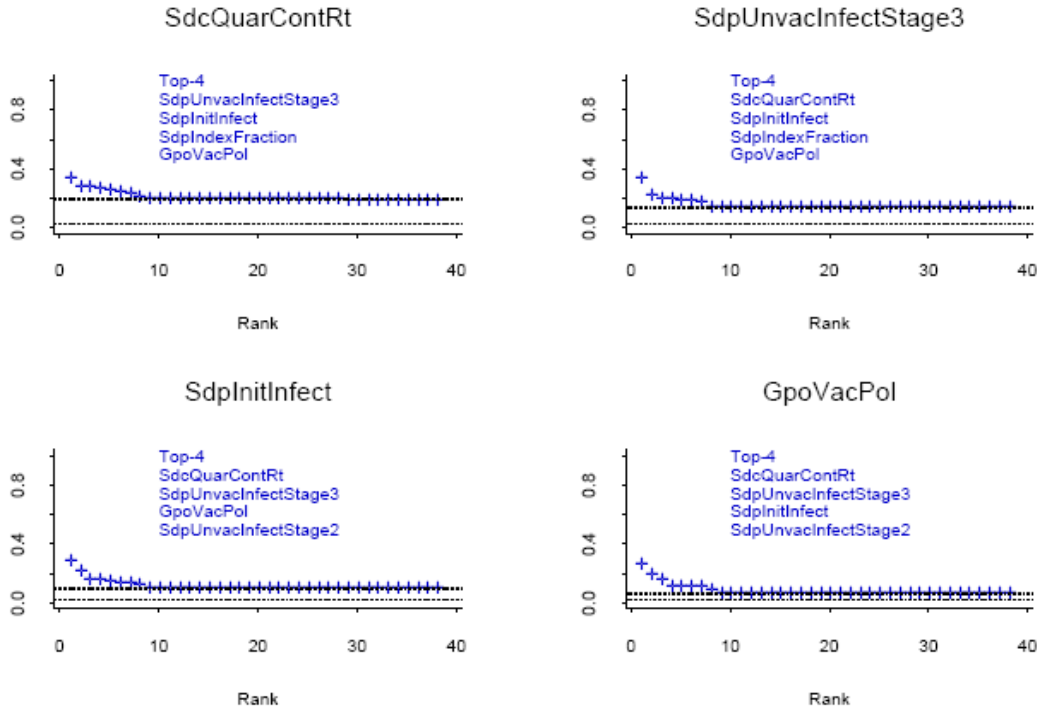 SdcQuarContRt
Top-4
SdpUnvacInfectStage3
SdpInitInfect
SdpIndexFraction
GpoVacPol
0.0 0.4 0.8
0 10 20 30 40
Rank
SdpUnvacInfectStage3
Top-4
SdcQuarContRt
SdpInitInfect
SdpIndexFraction
GpoVacPol
0.0 0.4 0.8
0 10 20 30 40
Rank
SdpInitInfect
Top-4
SdcQuarContRt
SdpUnvacInfectStage3
GpoVacPol
SdpUnvacInfectStage2
0.0 0.4 0.8
0 10 20 30 40
Rank
GpoVacPol
Top-4
SdcQuarContRt
SdpUnvacInfectStage3
SdpInitInfect
SdpUnvacInfectStage2
0.0 0.4 0.8
0 10 20 30 40
Rank